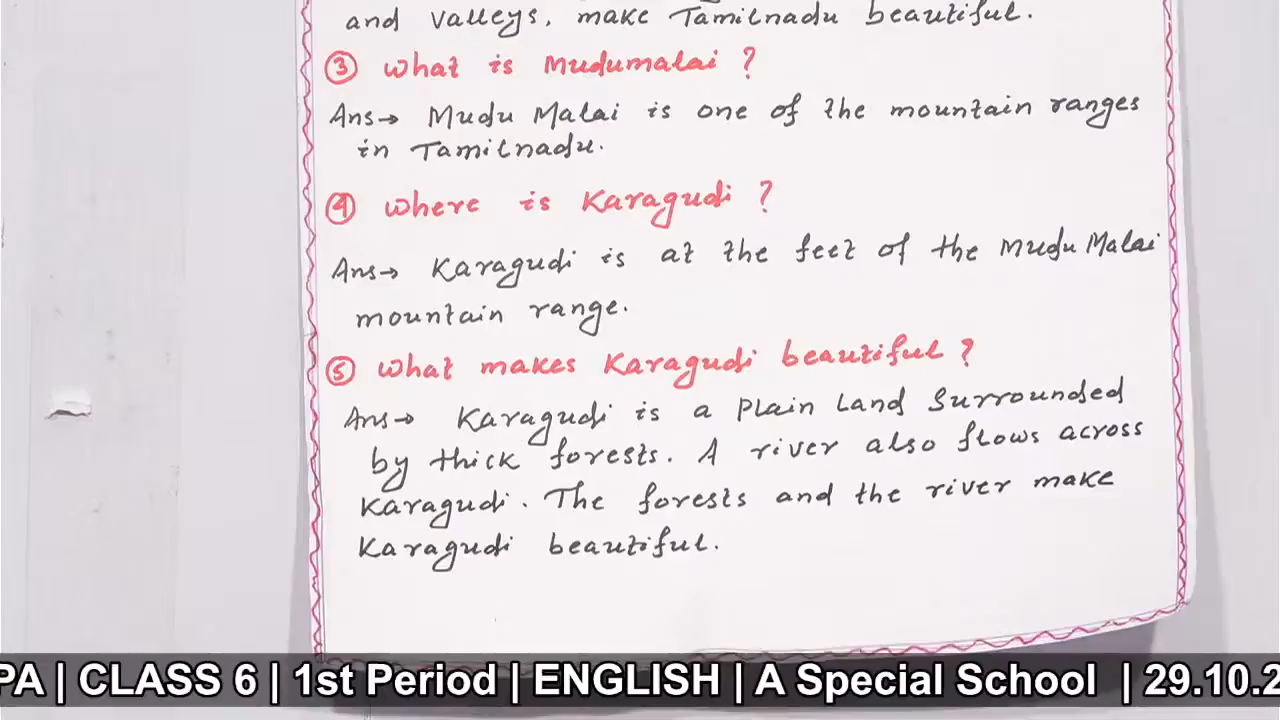 and valleys, make Tamilnadu beautiful.
③ What is Mudumalai ?
Ans→ Mudu Malai is one of the mountain ranges
in Tamilnadu.
④ Where is Karagudi ?
Ans→ Karagudi is at the feet of the Mudu Malai
mountain range.
⑤ What makes Karagudi beautiful ?
Ans→ Karagudi is a plain land surrounded
by thick forests. A river also flows across
Karagudi. The forests and the river make
Karagudi beautiful.
PA | CLASS 6 | 1st Period | ENGLISH | A Special School | 29.10.2